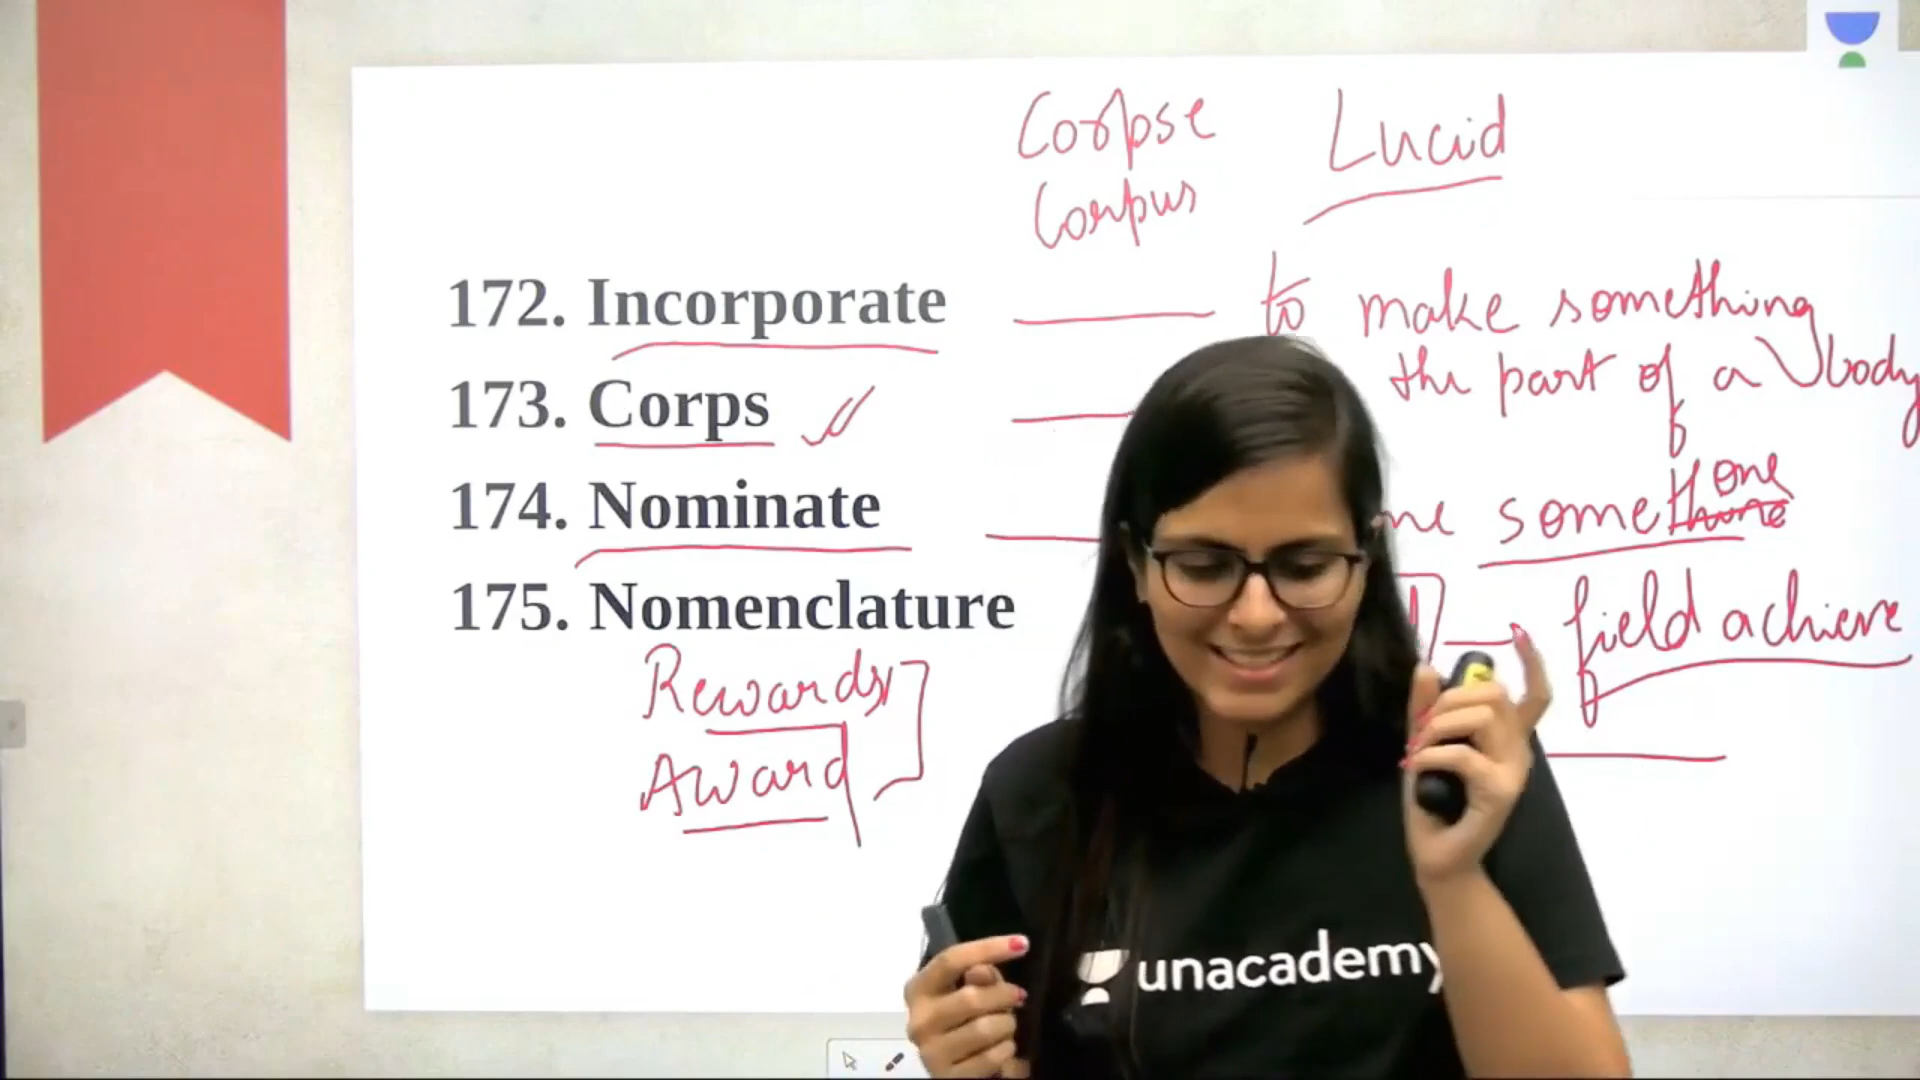 Corpse
Lucid
Corpus
172. Incorporate
to make something
the part of a body
173. Corps
174. Nominate
someone
175. Nomenclature
field achieve
Rewards
Award
unacademy